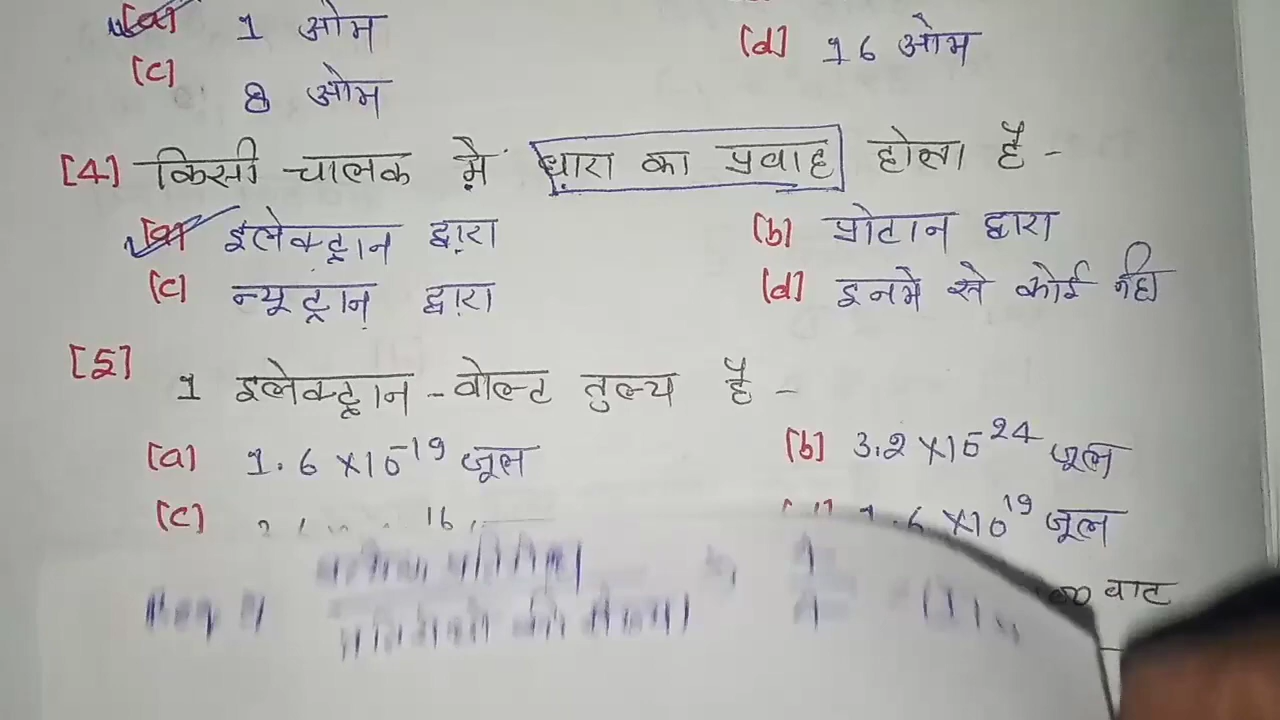 [a] 1 ओम [d] 16 ओम
[c] 8 ओम
[4] किसी चालक में धारा का प्रवाह होता है -
[a] इलेक्ट्रान द्वारा [b] प्रोटान द्वारा
[c] न्यूट्रान द्वारा [d] इनमे से कोई नही
[5] 1 इलेक्ट्रान - वोल्ट तुल्य है -
[a] 1.6 × 10⁻¹⁹ जूल [b] 3.2 × 10⁻²⁴ जूल
[c] 16 1.6 × 10¹⁹ जूल
वाट